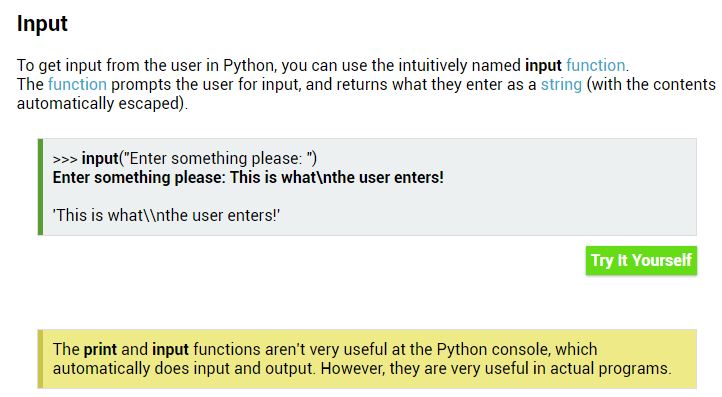 Input
To get input from the user in Python, you can use the intuitively named input function.
The function prompts the user for input, and returns what they enter as a string (with the contents
automatically escaped).
>>> input("Enter something please: ")
Enter something please: This is what\nthe user enters!
'This is what\\nthe user enters!'
Try It Yourself
The print and input functions aren't very useful at the Python console, which
automatically does input and output. However, they are very useful in actual programs.